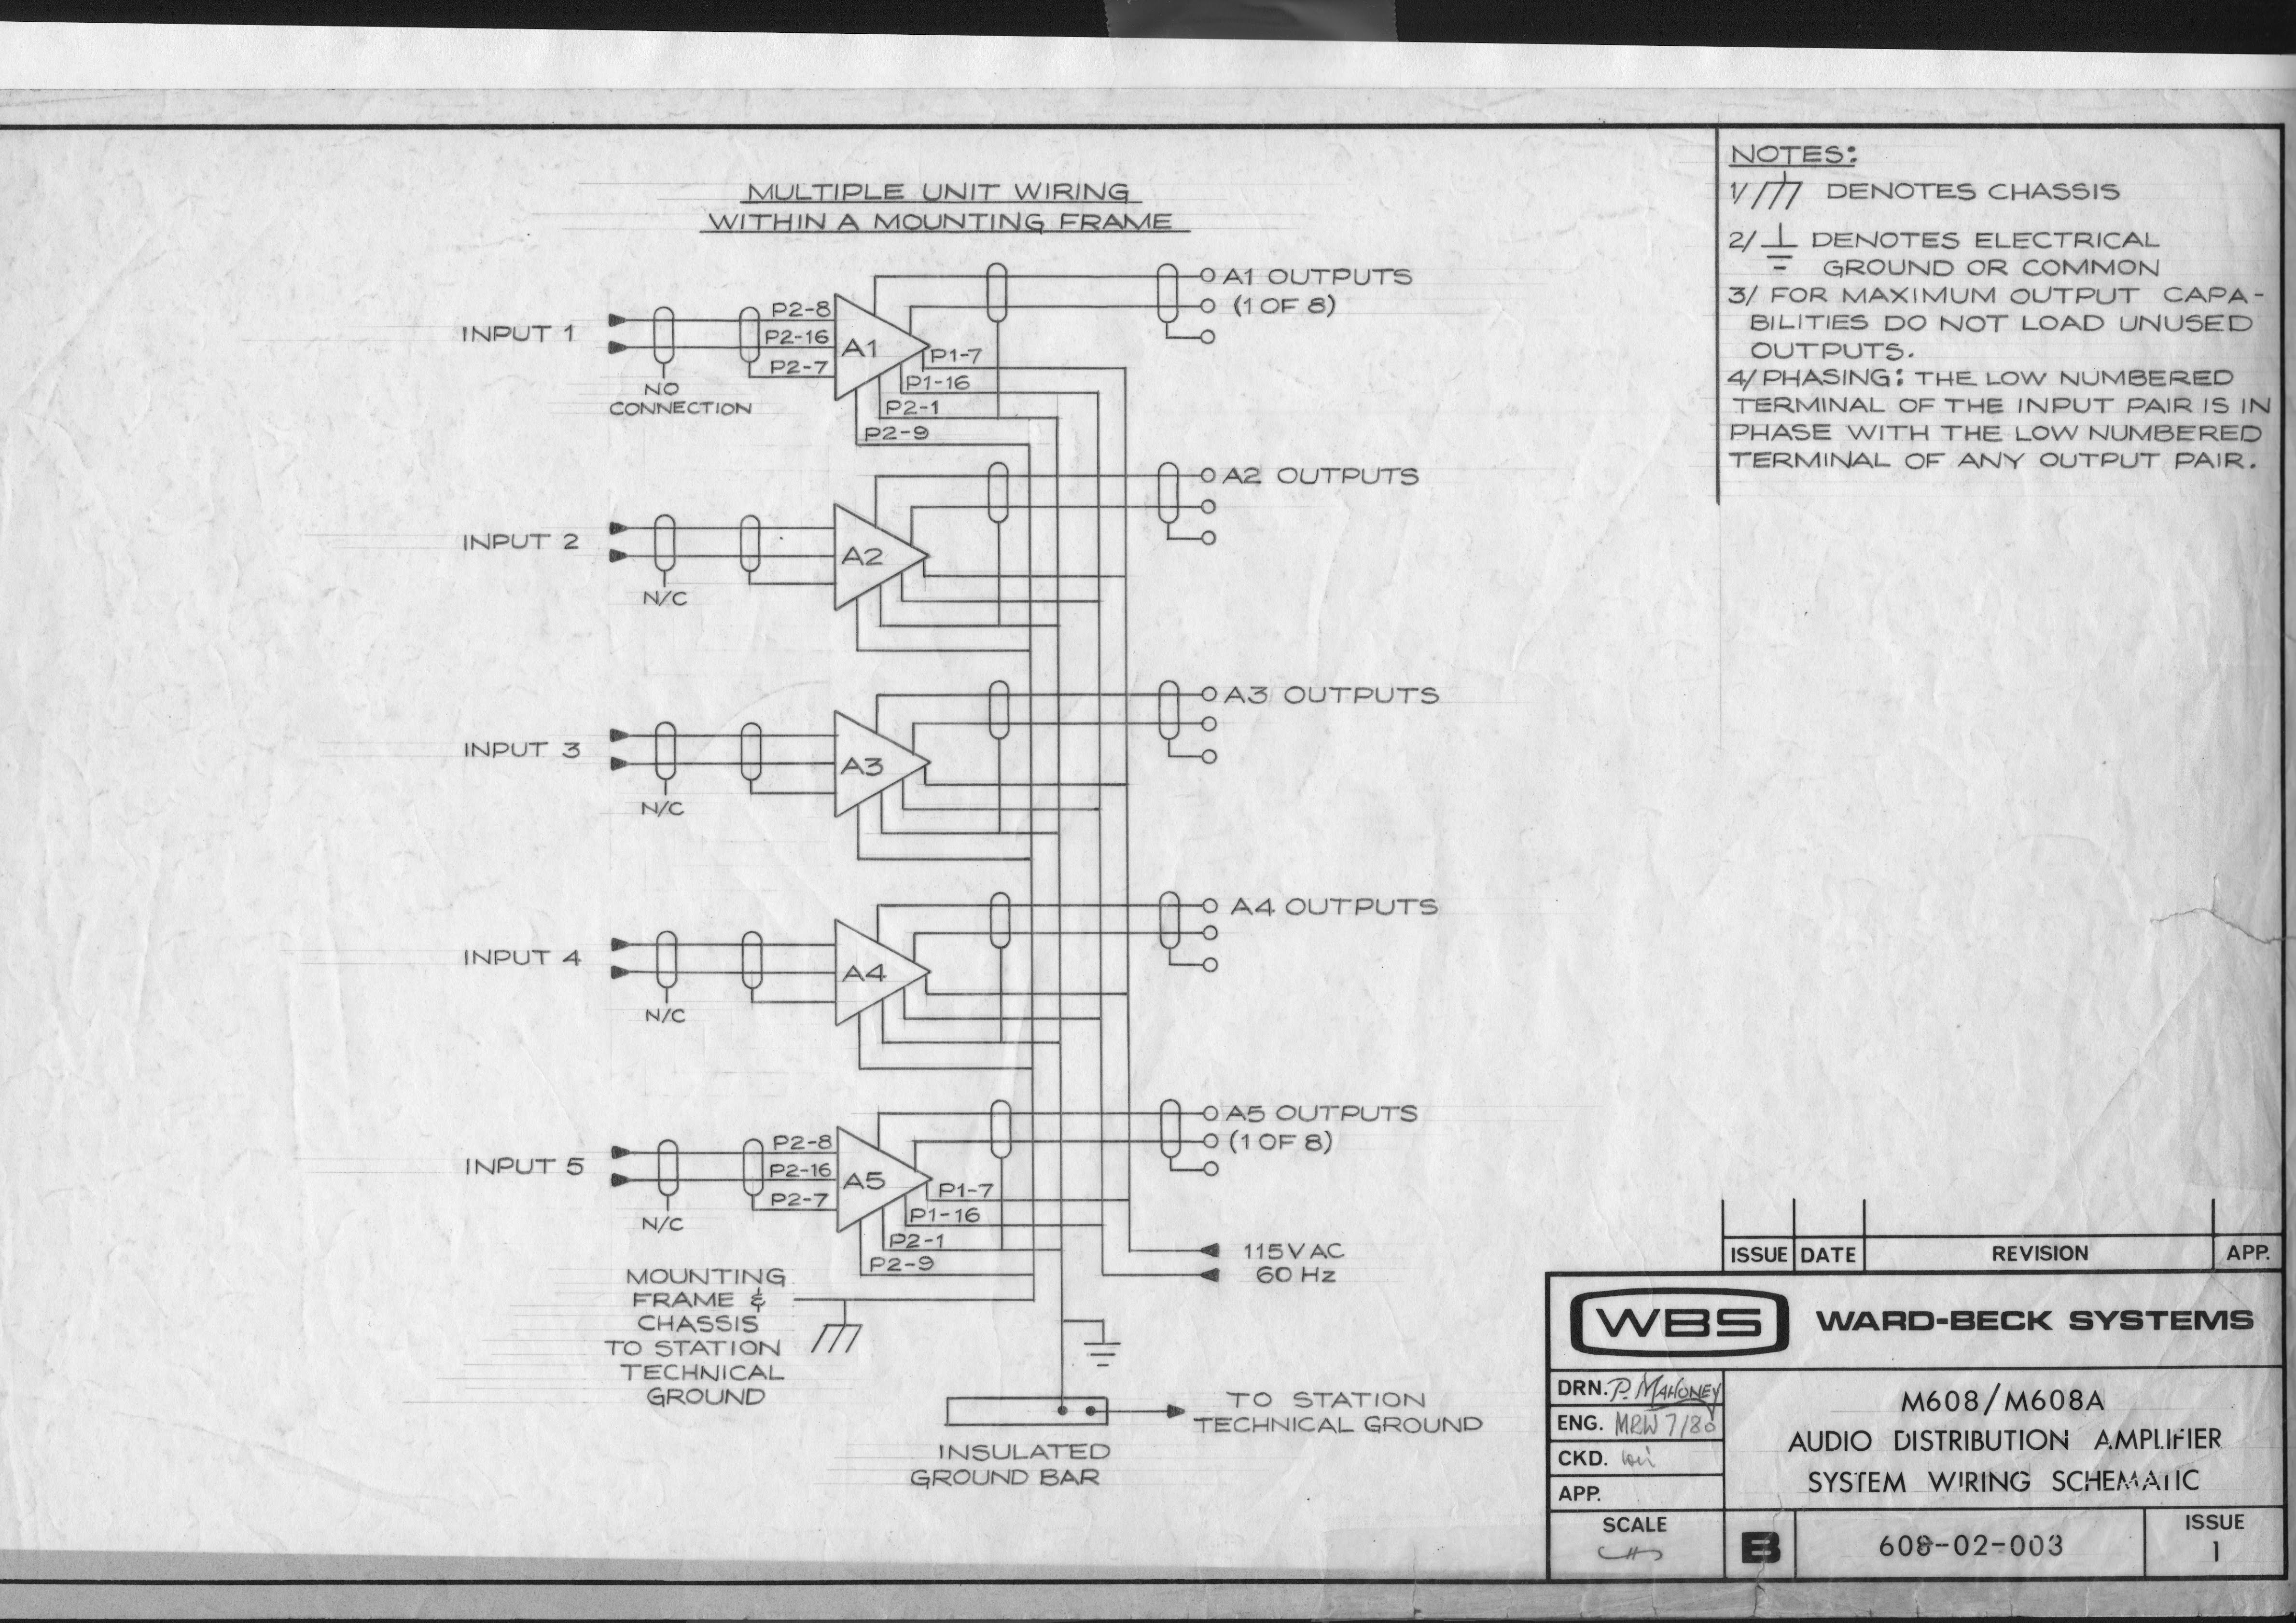 MULTIPLE UNIT WIRING
WITHIN A MOUNTING FRAME
NOTES:
1/ DENOTES CHASSIS
2/ DENOTES ELECTRICAL
GROUND OR COMMON
3/ FOR MAXIMUM OUTPUT CAPA-
BILITIES DO NOT LOAD UNUSED
OUTPUTS.
4/ PHASING: THE LOW NUMBERED
TERMINAL OF THE INPUT PAIR IS IN
PHASE WITH THE LOW NUMBERED
TERMINAL OF ANY OUTPUT PAIR.
INPUT 1
NO
CONNECTION
P2-8
P2-16
P2-7
A1
P1-7
P1-16
P2-1
P2-9
A1 OUTPUTS
(1 OF 8)
INPUT 2
N/C
A2
A2 OUTPUTS
INPUT 3
N/C
A3
A3 OUTPUTS
INPUT 4
N/C
A4
A4 OUTPUTS
INPUT 5
N/C
P2-8
P2-16
P2-7
A5
P1-7
P1-16
P2-1
P2-9
A5 OUTPUTS
(1 OF 8)
115V AC
60 Hz
MOUNTING
FRAME &
CHASSIS
TO STATION
TECHNICAL
GROUND
TO STATION
TECHNICAL GROUND
INSULATED
GROUND BAR
ISSUE DATE REVISION APP.
WBS WARD-BECK SYSTEMS
DRN. P. MAHONEY
ENG. MRW 7/80
CKD.
APP.
SCALE
M608/M608A
AUDIO DISTRIBUTION AMPLIFIER
SYSTEM WIRING SCHEMATIC
B
608-02-003
ISSUE
1